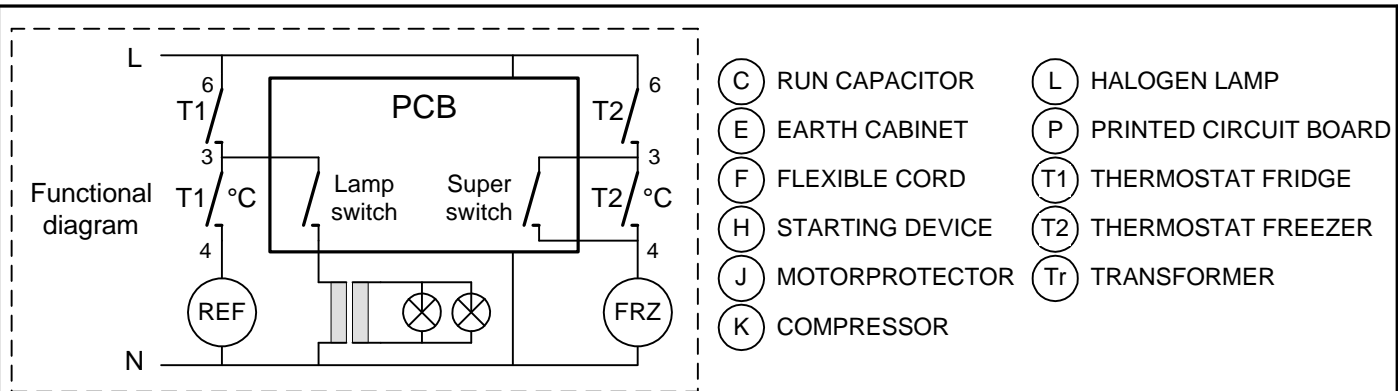 L
6
6
T1
PCB
T2
3
3
Functional
diagram
T1 °C
Lamp
switch
Super
switch
T2 °C
4
4
REF
FRZ
N
C RUN CAPACITOR
E EARTH CABINET
F FLEXIBLE CORD
H STARTING DEVICE
J MOTORPROTECTOR
K COMPRESSOR
L HALOGEN LAMP
P PRINTED CIRCUIT BOARD
T1 THERMOSTAT FRIDGE
T2 THERMOSTAT FREEZER
Tr TRANSFORMER